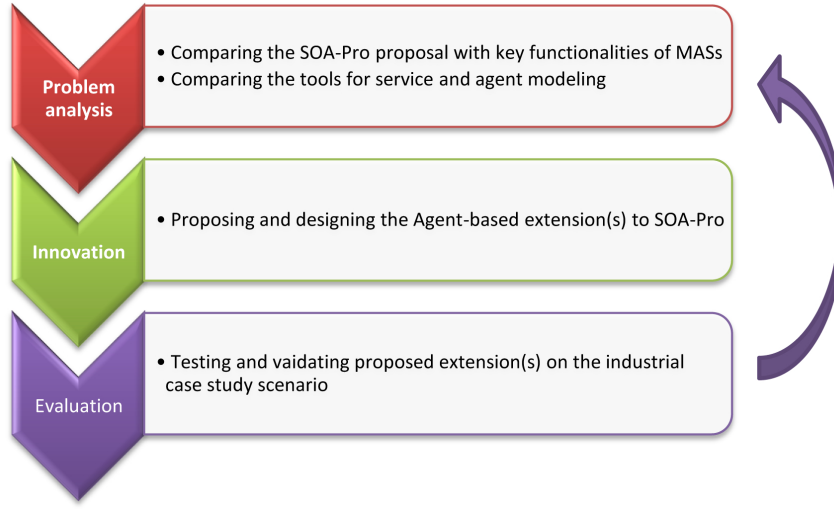 Problem
analysis
• Comparing the SOA-Pro proposal with key functionalities of MASs
• Comparing the tools for service and agent modeling
Innovation
• Proposing and designing the Agent-based extension(s) to SOA-Pro
Evaluation
• Testing and vaidating proposed extension(s) on the industrial
case study scenario